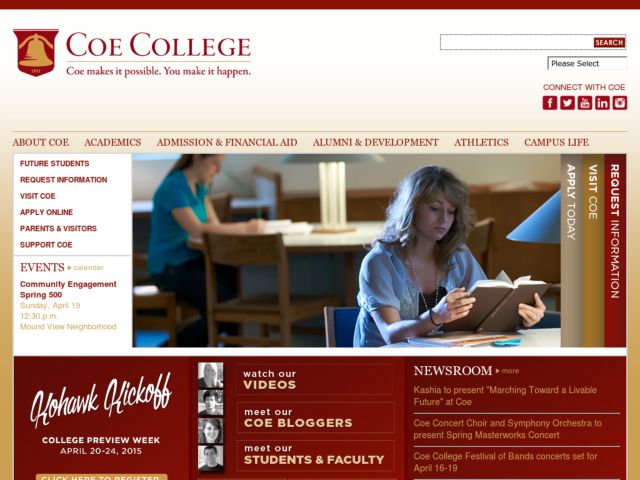 COE COLLEGE
Coe makes it possible. You make it happen.
1851
SEARCH
Please Select
CONNECT WITH COE
ABOUT COE
ACADEMICS
ADMISSION & FINANCIAL AID
ALUMNI & DEVELOPMENT
ATHLETICS
CAMPUS LIFE
FUTURE STUDENTS
REQUEST INFORMATION
VISIT COE
APPLY ONLINE
PARENTS & VISITORS
SUPPORT COE
EVENTS calendar
Community Engagement
Spring 500
Sunday, April 19
12:30 p.m.
Mound View Neighborhood
APPLY TODAY
VISIT COE
REQUEST INFORMATION
Kohawk Kickoff
COLLEGE PREVIEW WEEK
APRIL 20-24, 2015
CLICK HERE TO REGISTER
watch our
VIDEOS
meet our
COE BLOGGERS
meet our
STUDENTS & FACULTY
NEWSROOM more
Kashia to present "Marching Toward a Livable
Future" at Coe
Coe Concert Choir and Symphony Orchestra to
present Spring Masterworks Concert
Coe College Festival of Bands concerts set for
April 16-19